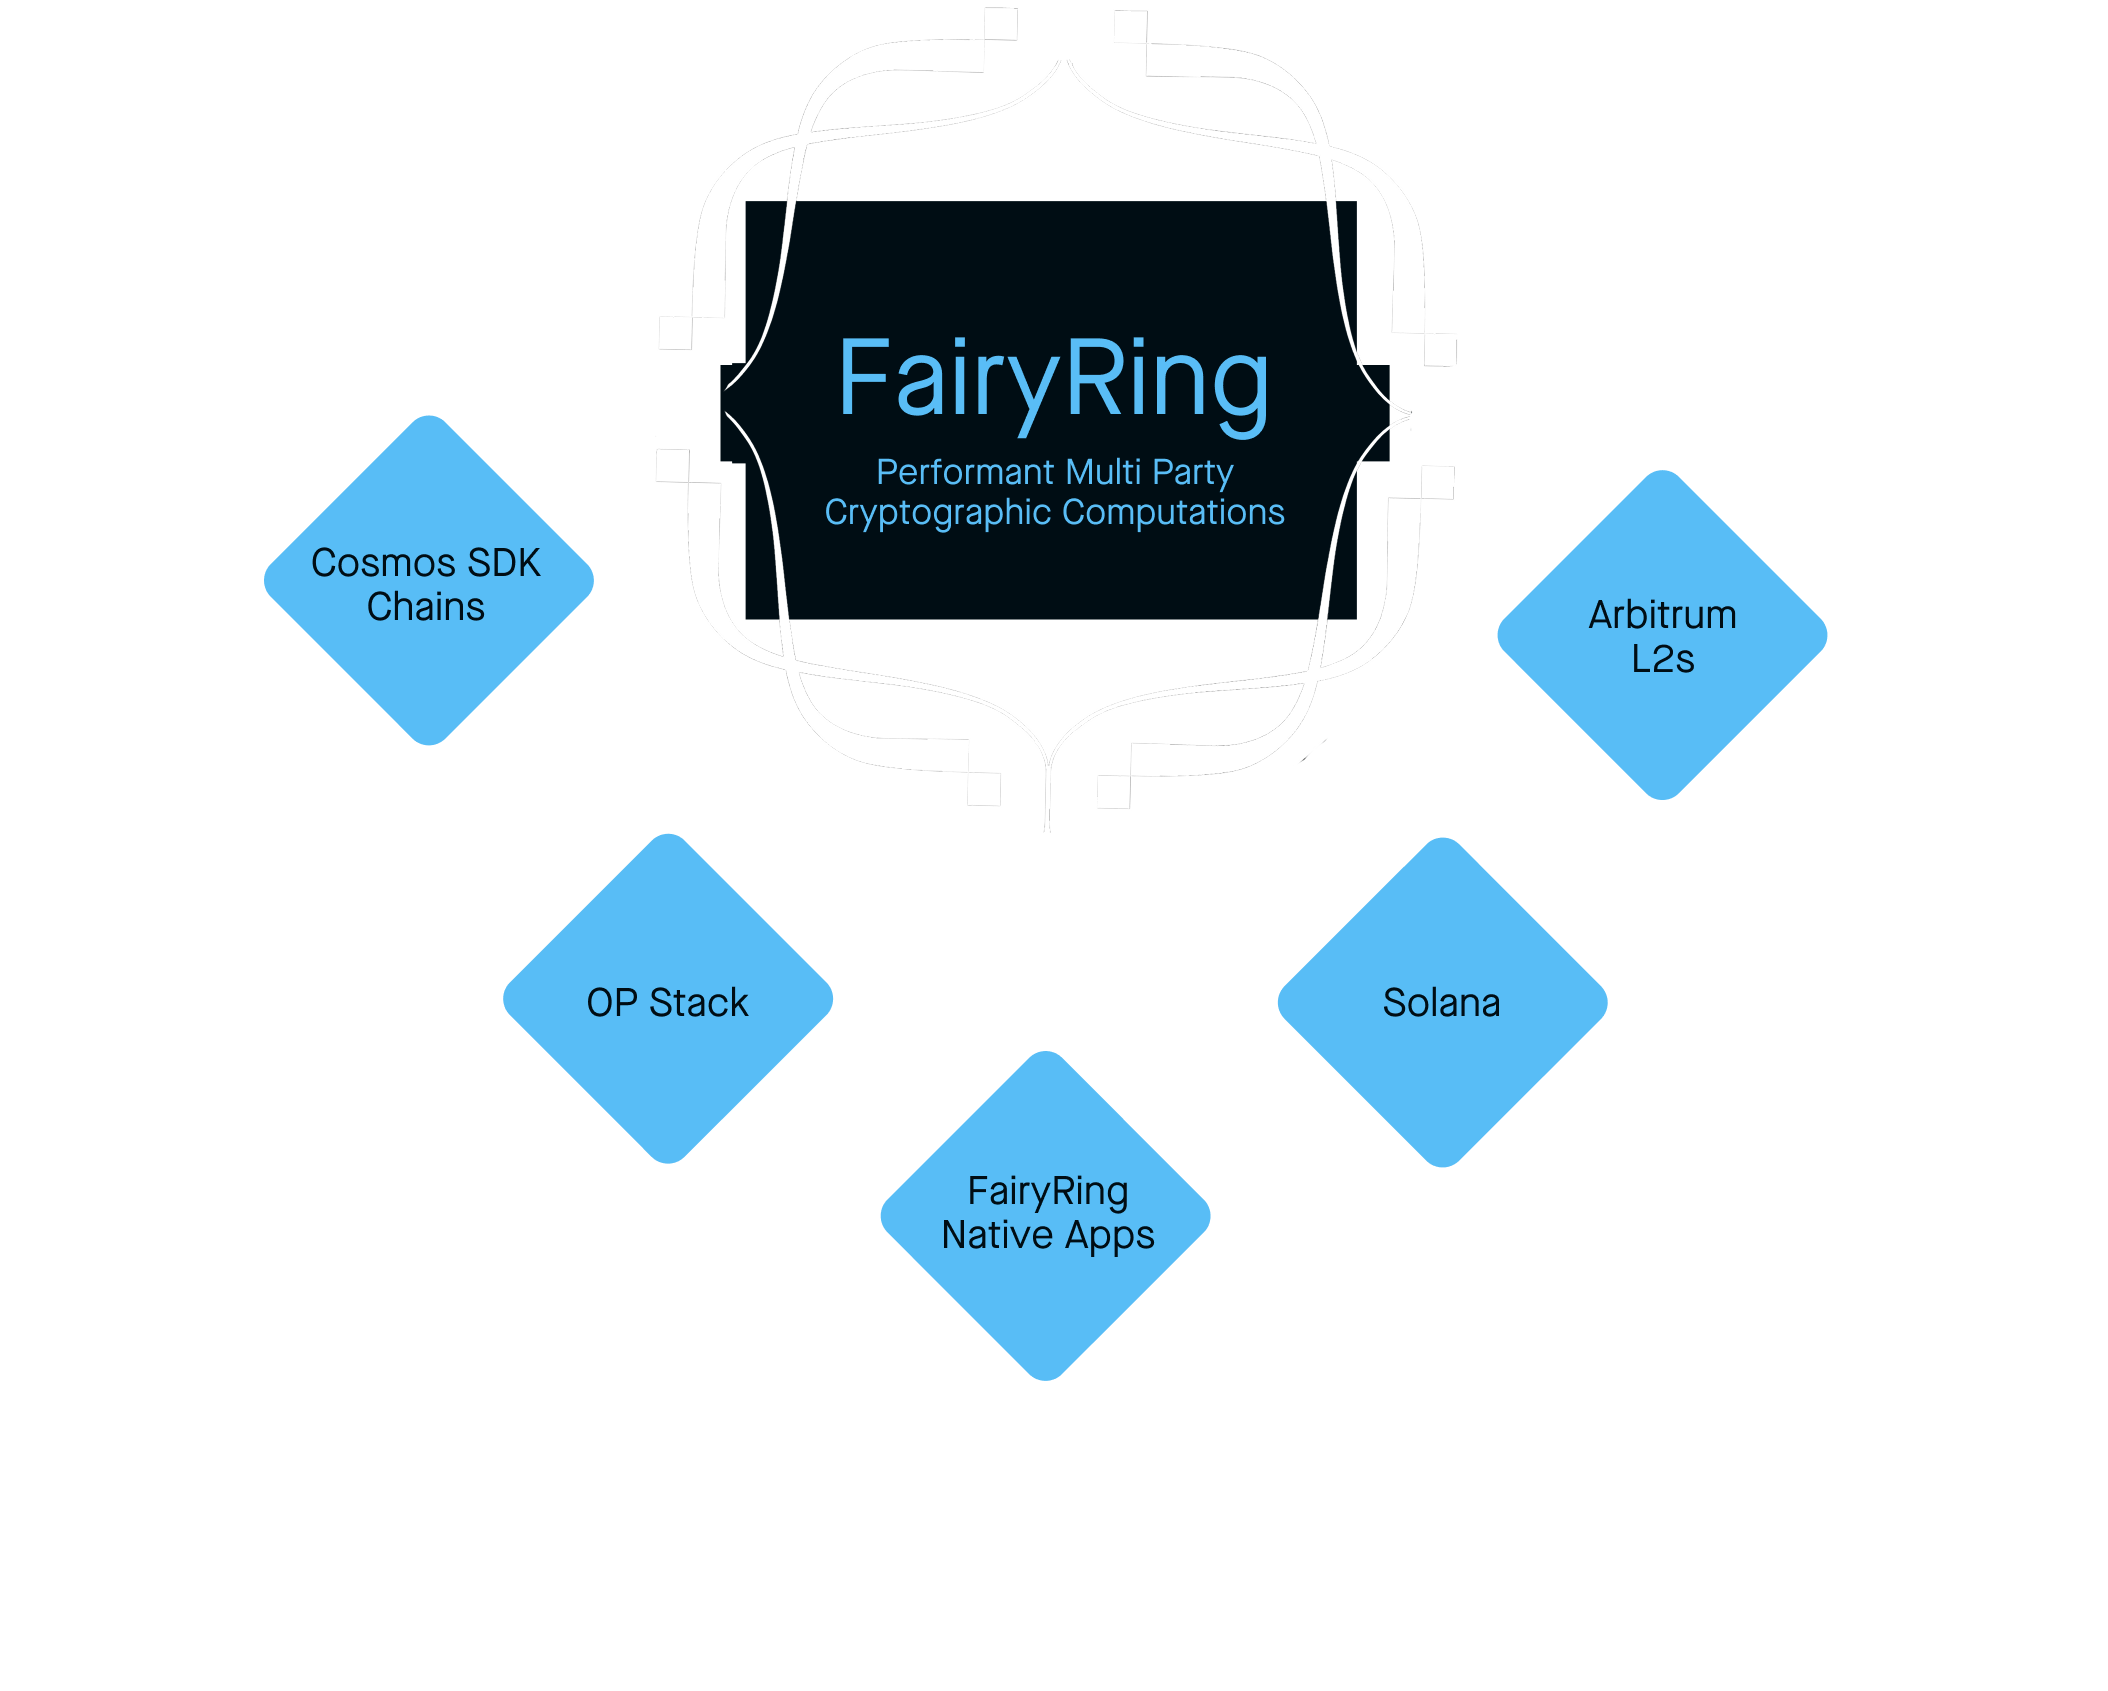 FairyRing
Performant Multi Party
Cryptographic Computations
Cosmos SDK
Chains
Arbitrum
L2s
OP Stack
Solana
FairyRing
Native Apps